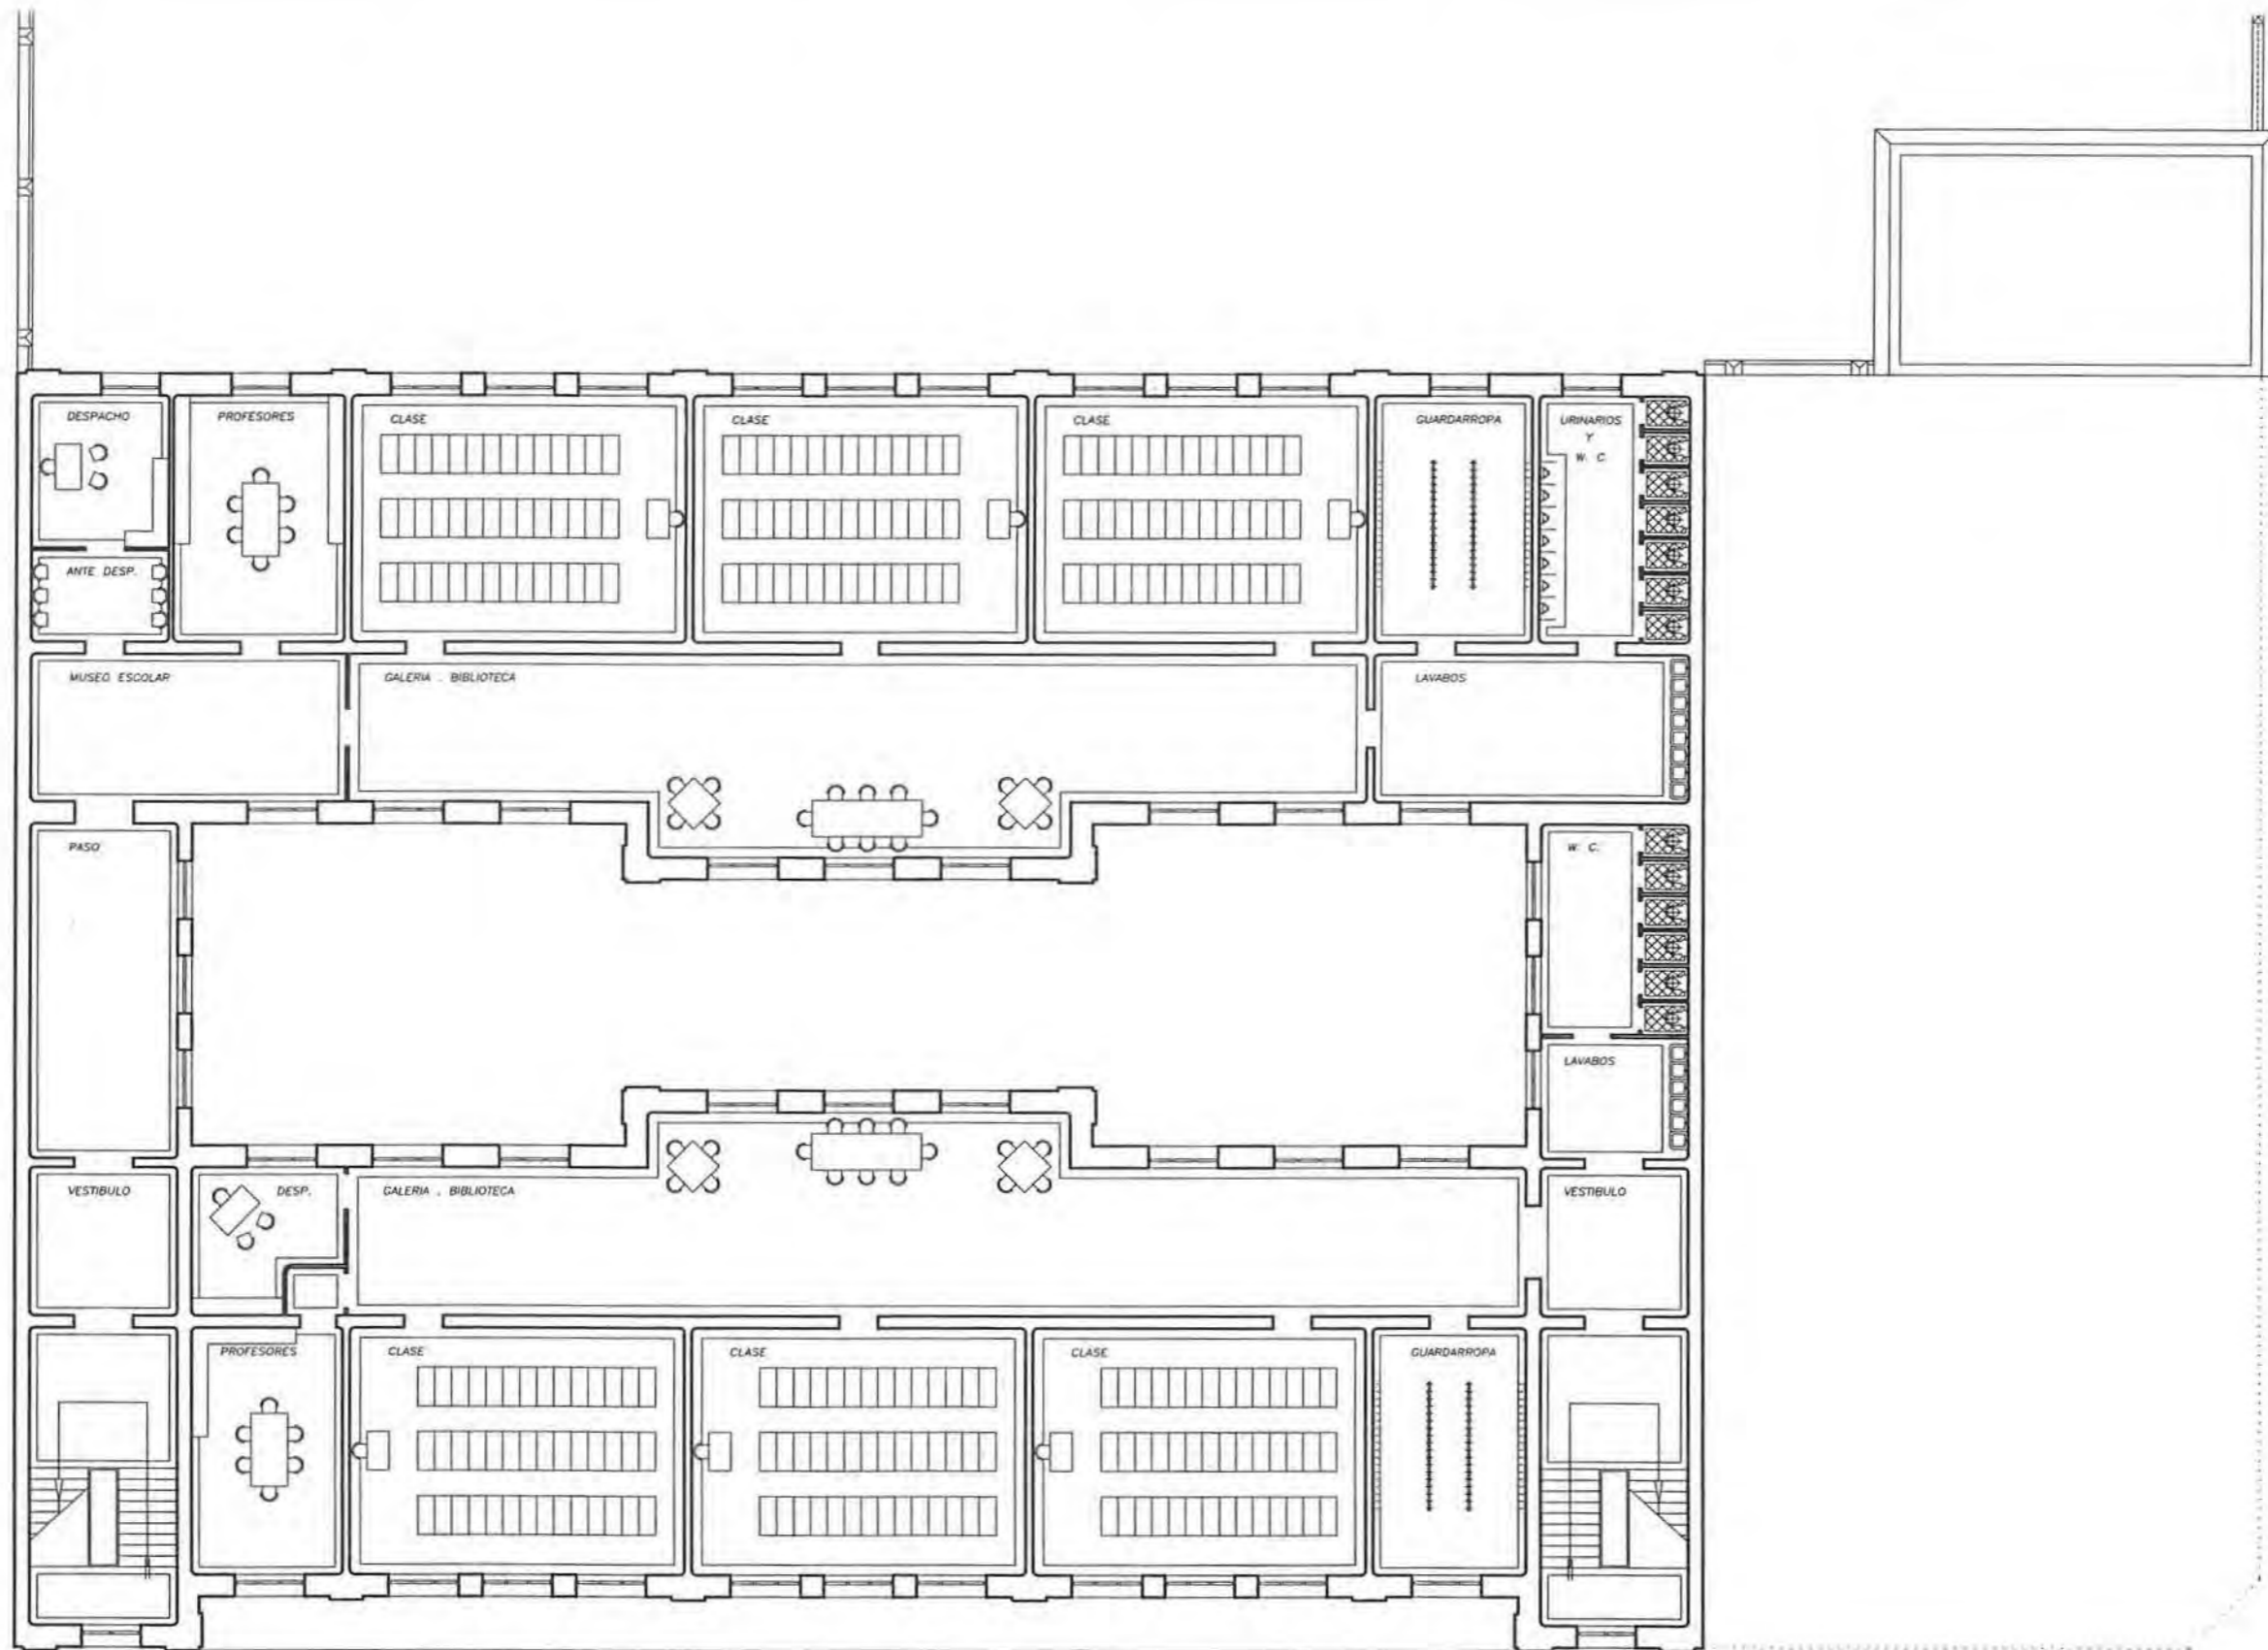 DESPACHO
PROFESORES
CLASE
CLASE
CLASE
GUARDARROPA
URINARIOS
Y
W. C.
ANTE DESP.
MUSEO ESCOLAR
GALERIA . BIBLIOTECA
LAVABOS
PASO
W. C.
LAVABOS
VESTIBULO
DESP.
GALERIA . BIBLIOTECA
VESTIBULO
PROFESORES
CLASE
CLASE
CLASE
GUARDARROPA